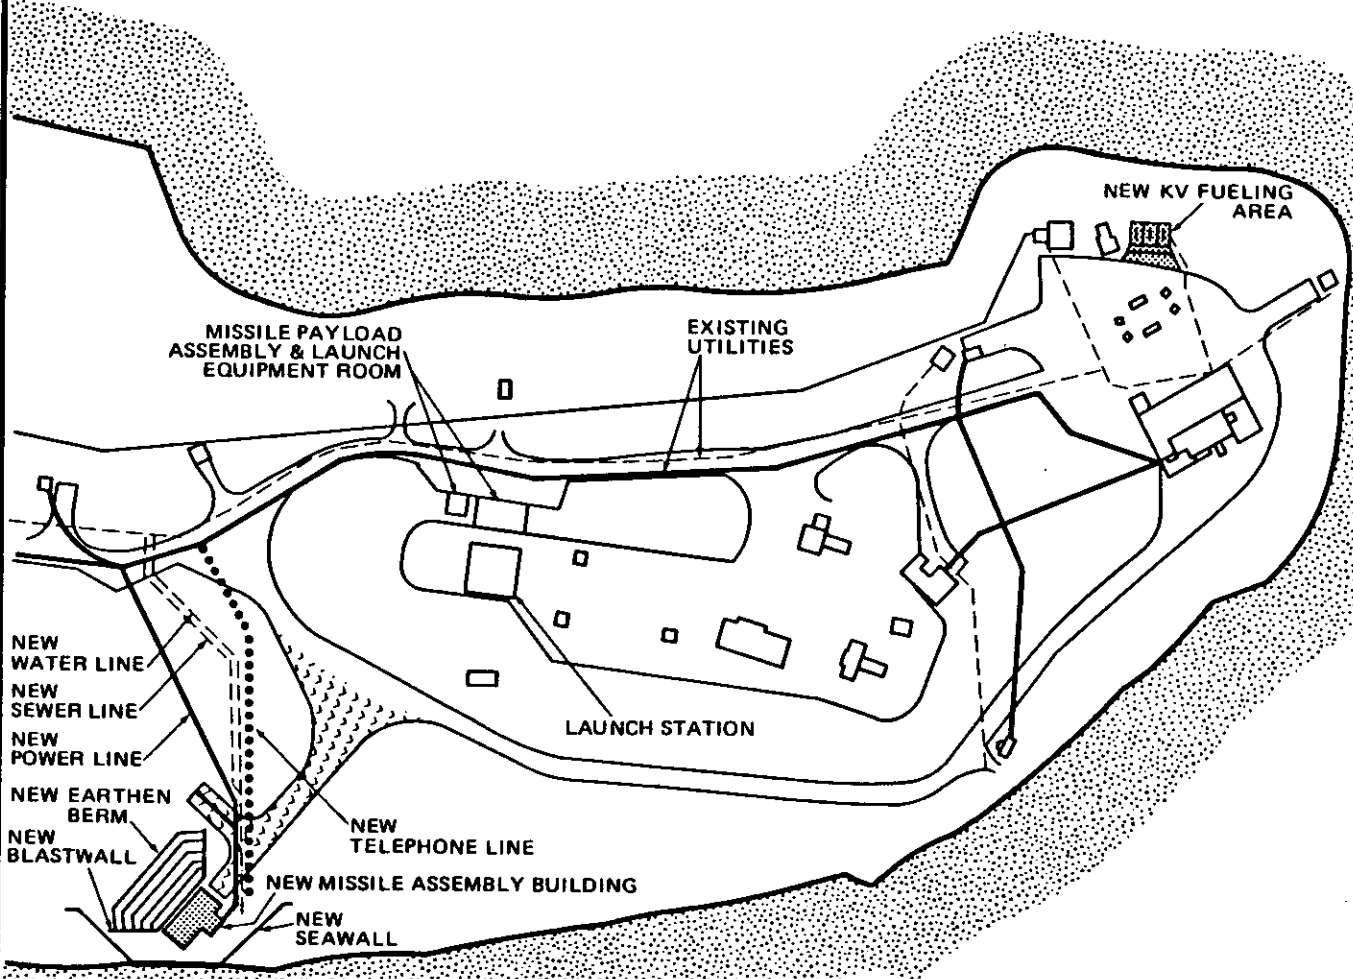 NEW KV FUELING
AREA
MISSILE PAYLOAD
ASSEMBLY & LAUNCH
EQUIPMENT ROOM
EXISTING
UTILITIES
NEW
WATER LINE
NEW
SEWER LINE
NEW
POWER LINE
NEW EARTHEN
BERM
NEW
BLASTWALL
LAUNCH STATION
NEW
TELEPHONE LINE
NEW MISSILE ASSEMBLY BUILDING
NEW
SEAWALL